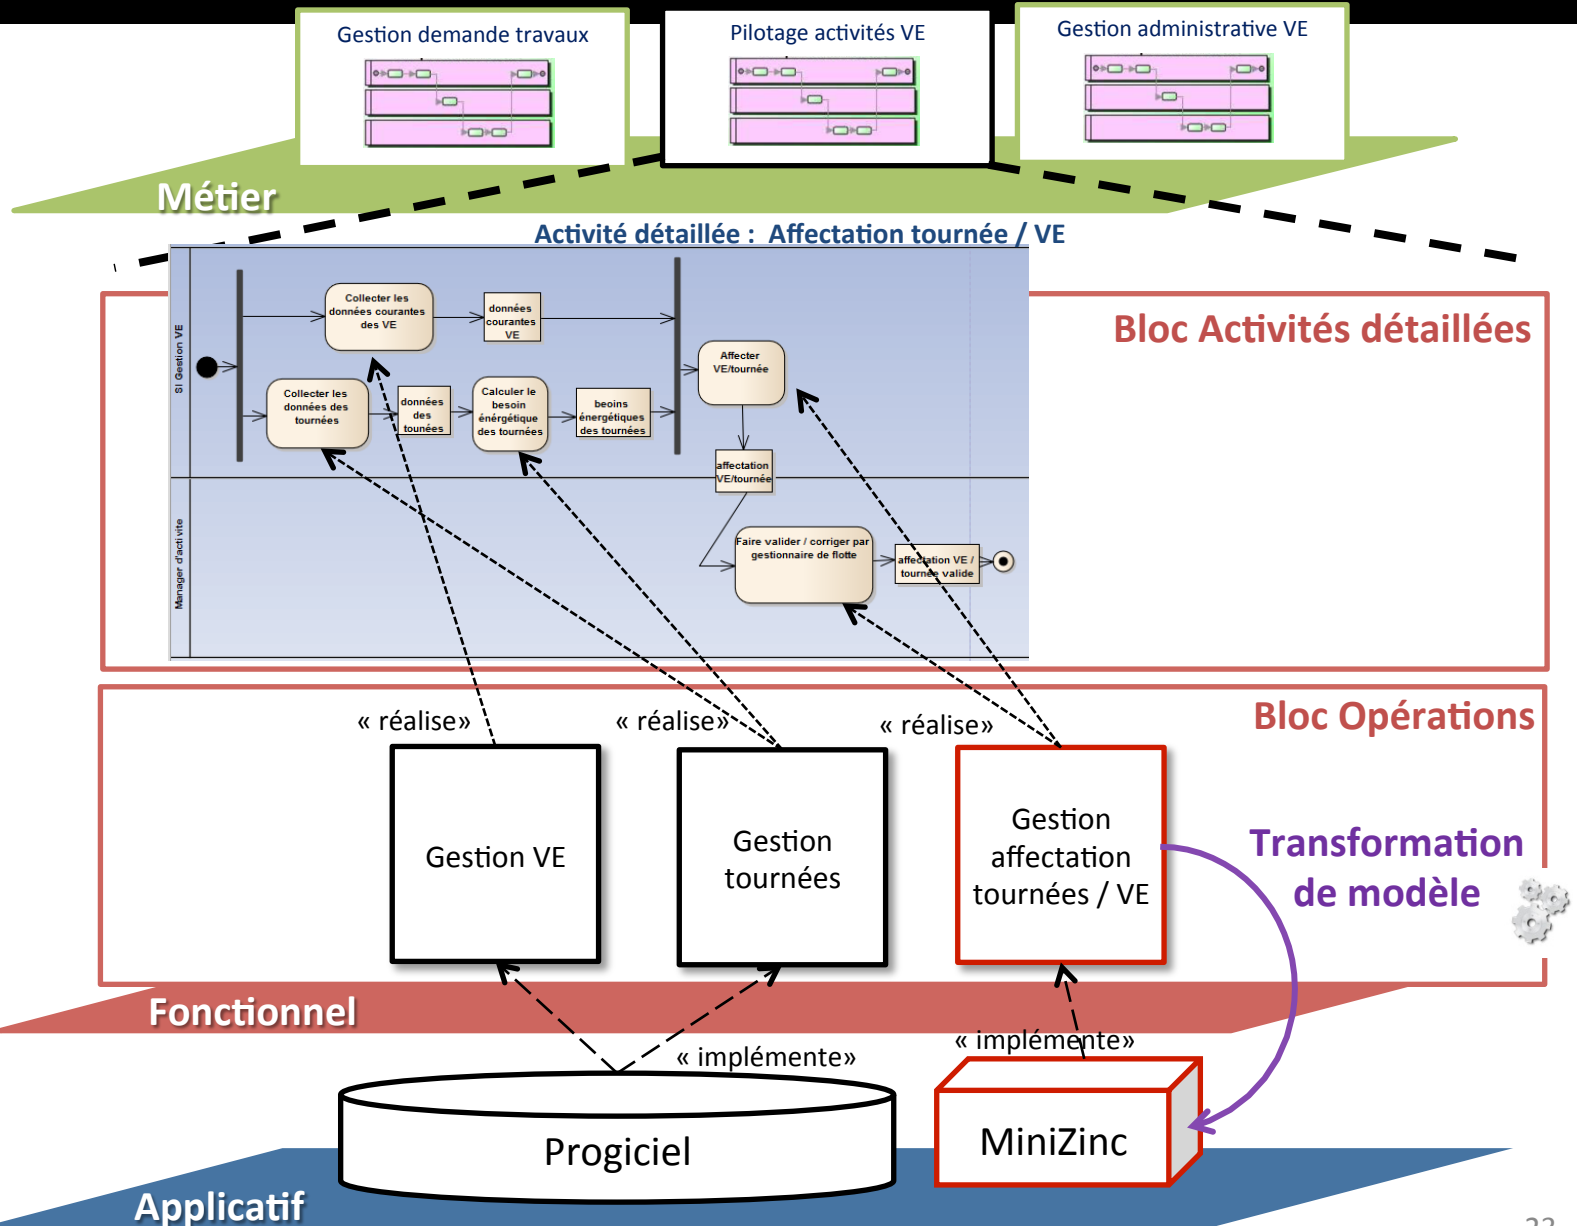 Gestion demande travaux
Pilotage activités VE
Gestion administrative VE
Métier
Activité détaillée :  Affectation tournée / VE
Bloc Activités détaillées
SI Gestion VE
Collecter les
données courantes
des VE
données
courantes
VE
Affecter
VE/tournée
Collecter les
données des
tournées
données
des
tounées
Calculer le
besoin
énérgétique
des tournées
beoins
énergétiques
des tournées
affectation
VE/tournée
Manager d'activite
Faire valider / corriger par
gestionnaire de flotte
affectation VE /
tournée valide
Bloc Opérations
« réalise»
« réalise»
« réalise»
Gestion VE
Gestion
tournées
Gestion
affectation
tournées / VE
Transformation
de modèle
Fonctionnel
« implémente»
« implémente»
Progiciel
MiniZinc
Applicatif
23